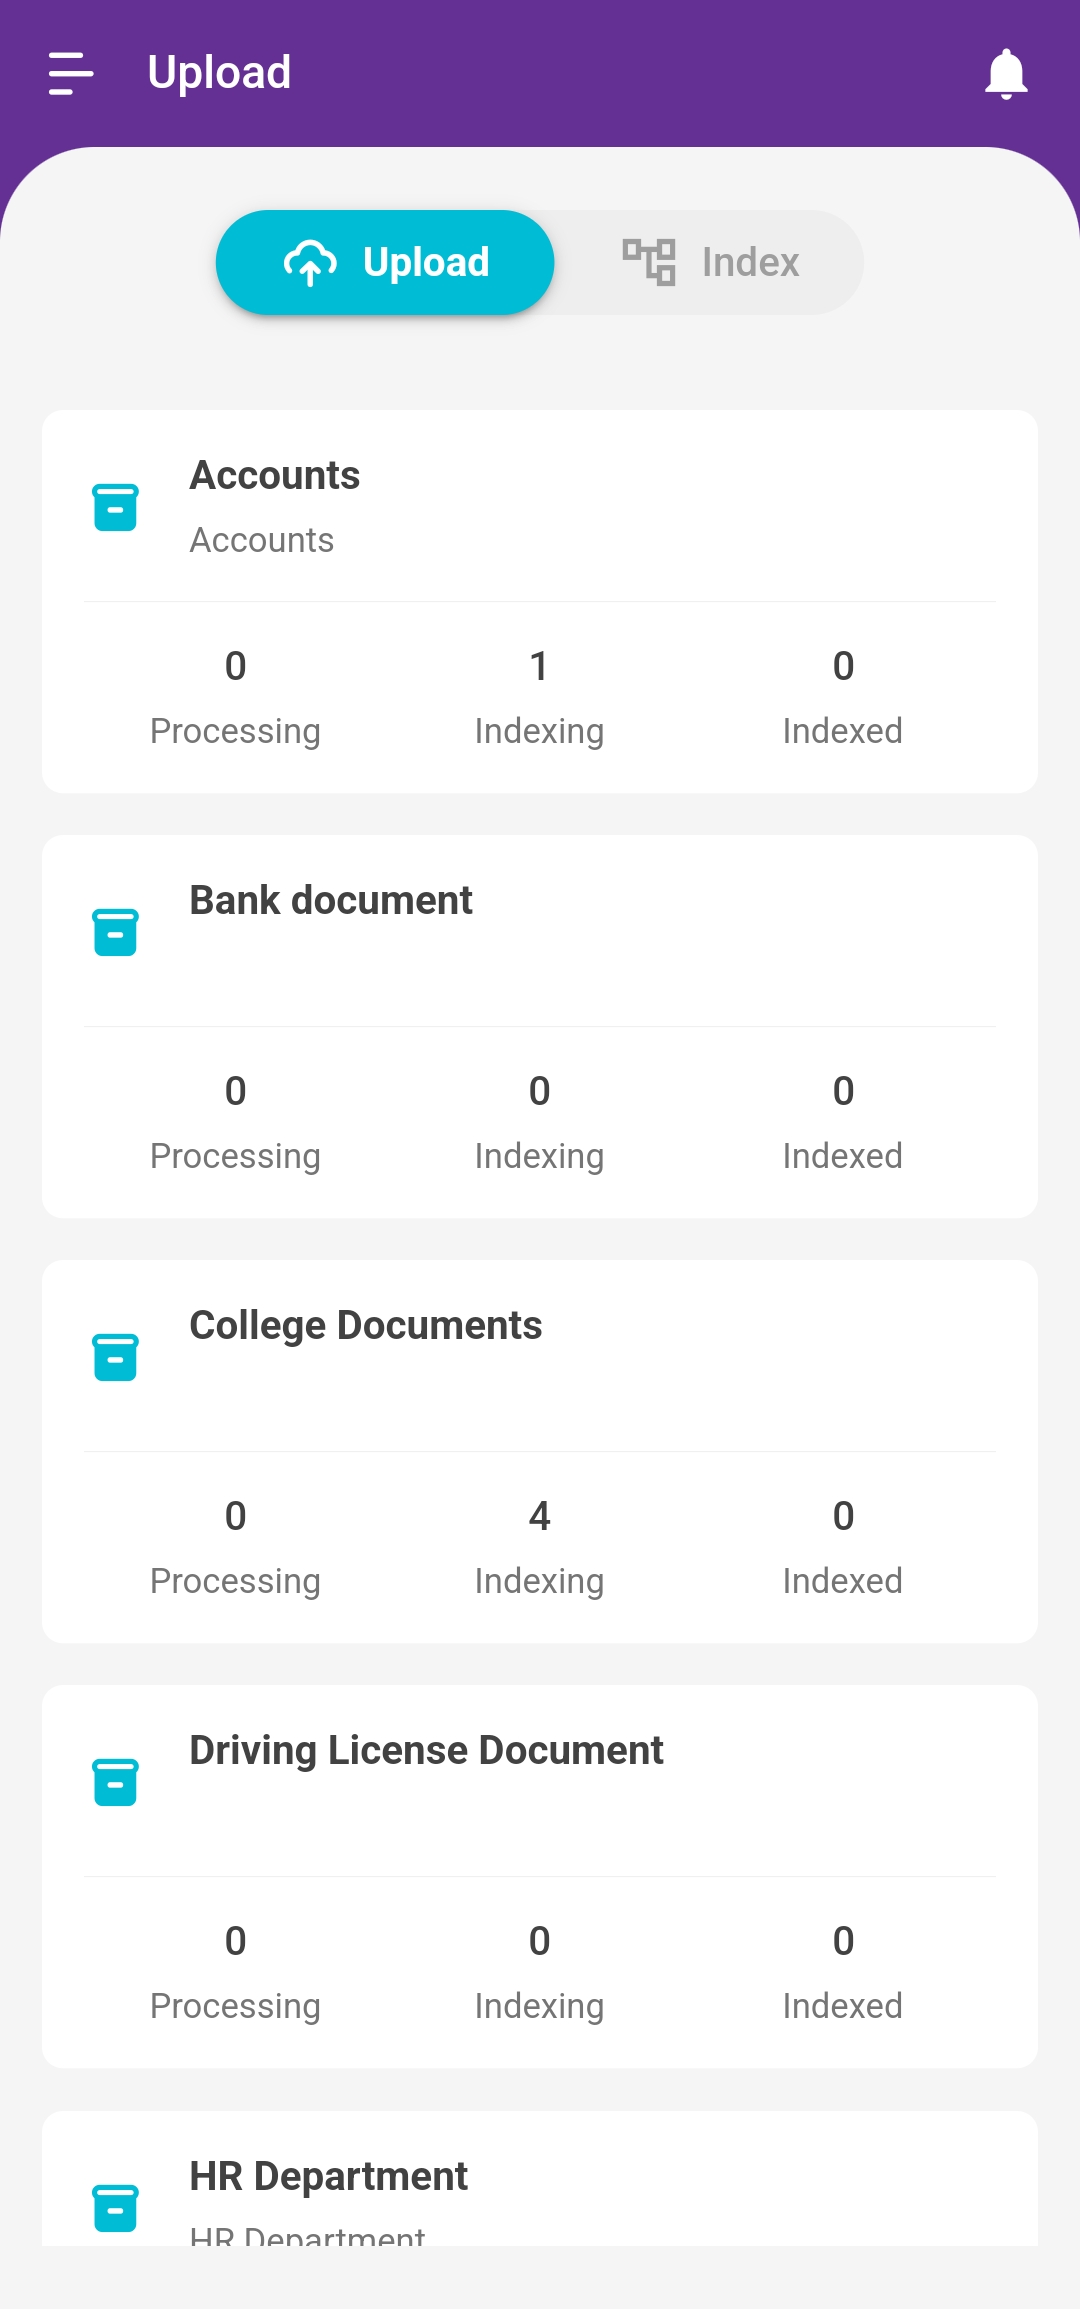 Upload
Upload Index
Accounts
Accounts
0 1 0
Processing Indexing Indexed
Bank document
0 0 0
Processing Indexing Indexed
College Documents
0 4 0
Processing Indexing Indexed
Driving License Document
0 0 0
Processing Indexing Indexed
HR Department
HR Department